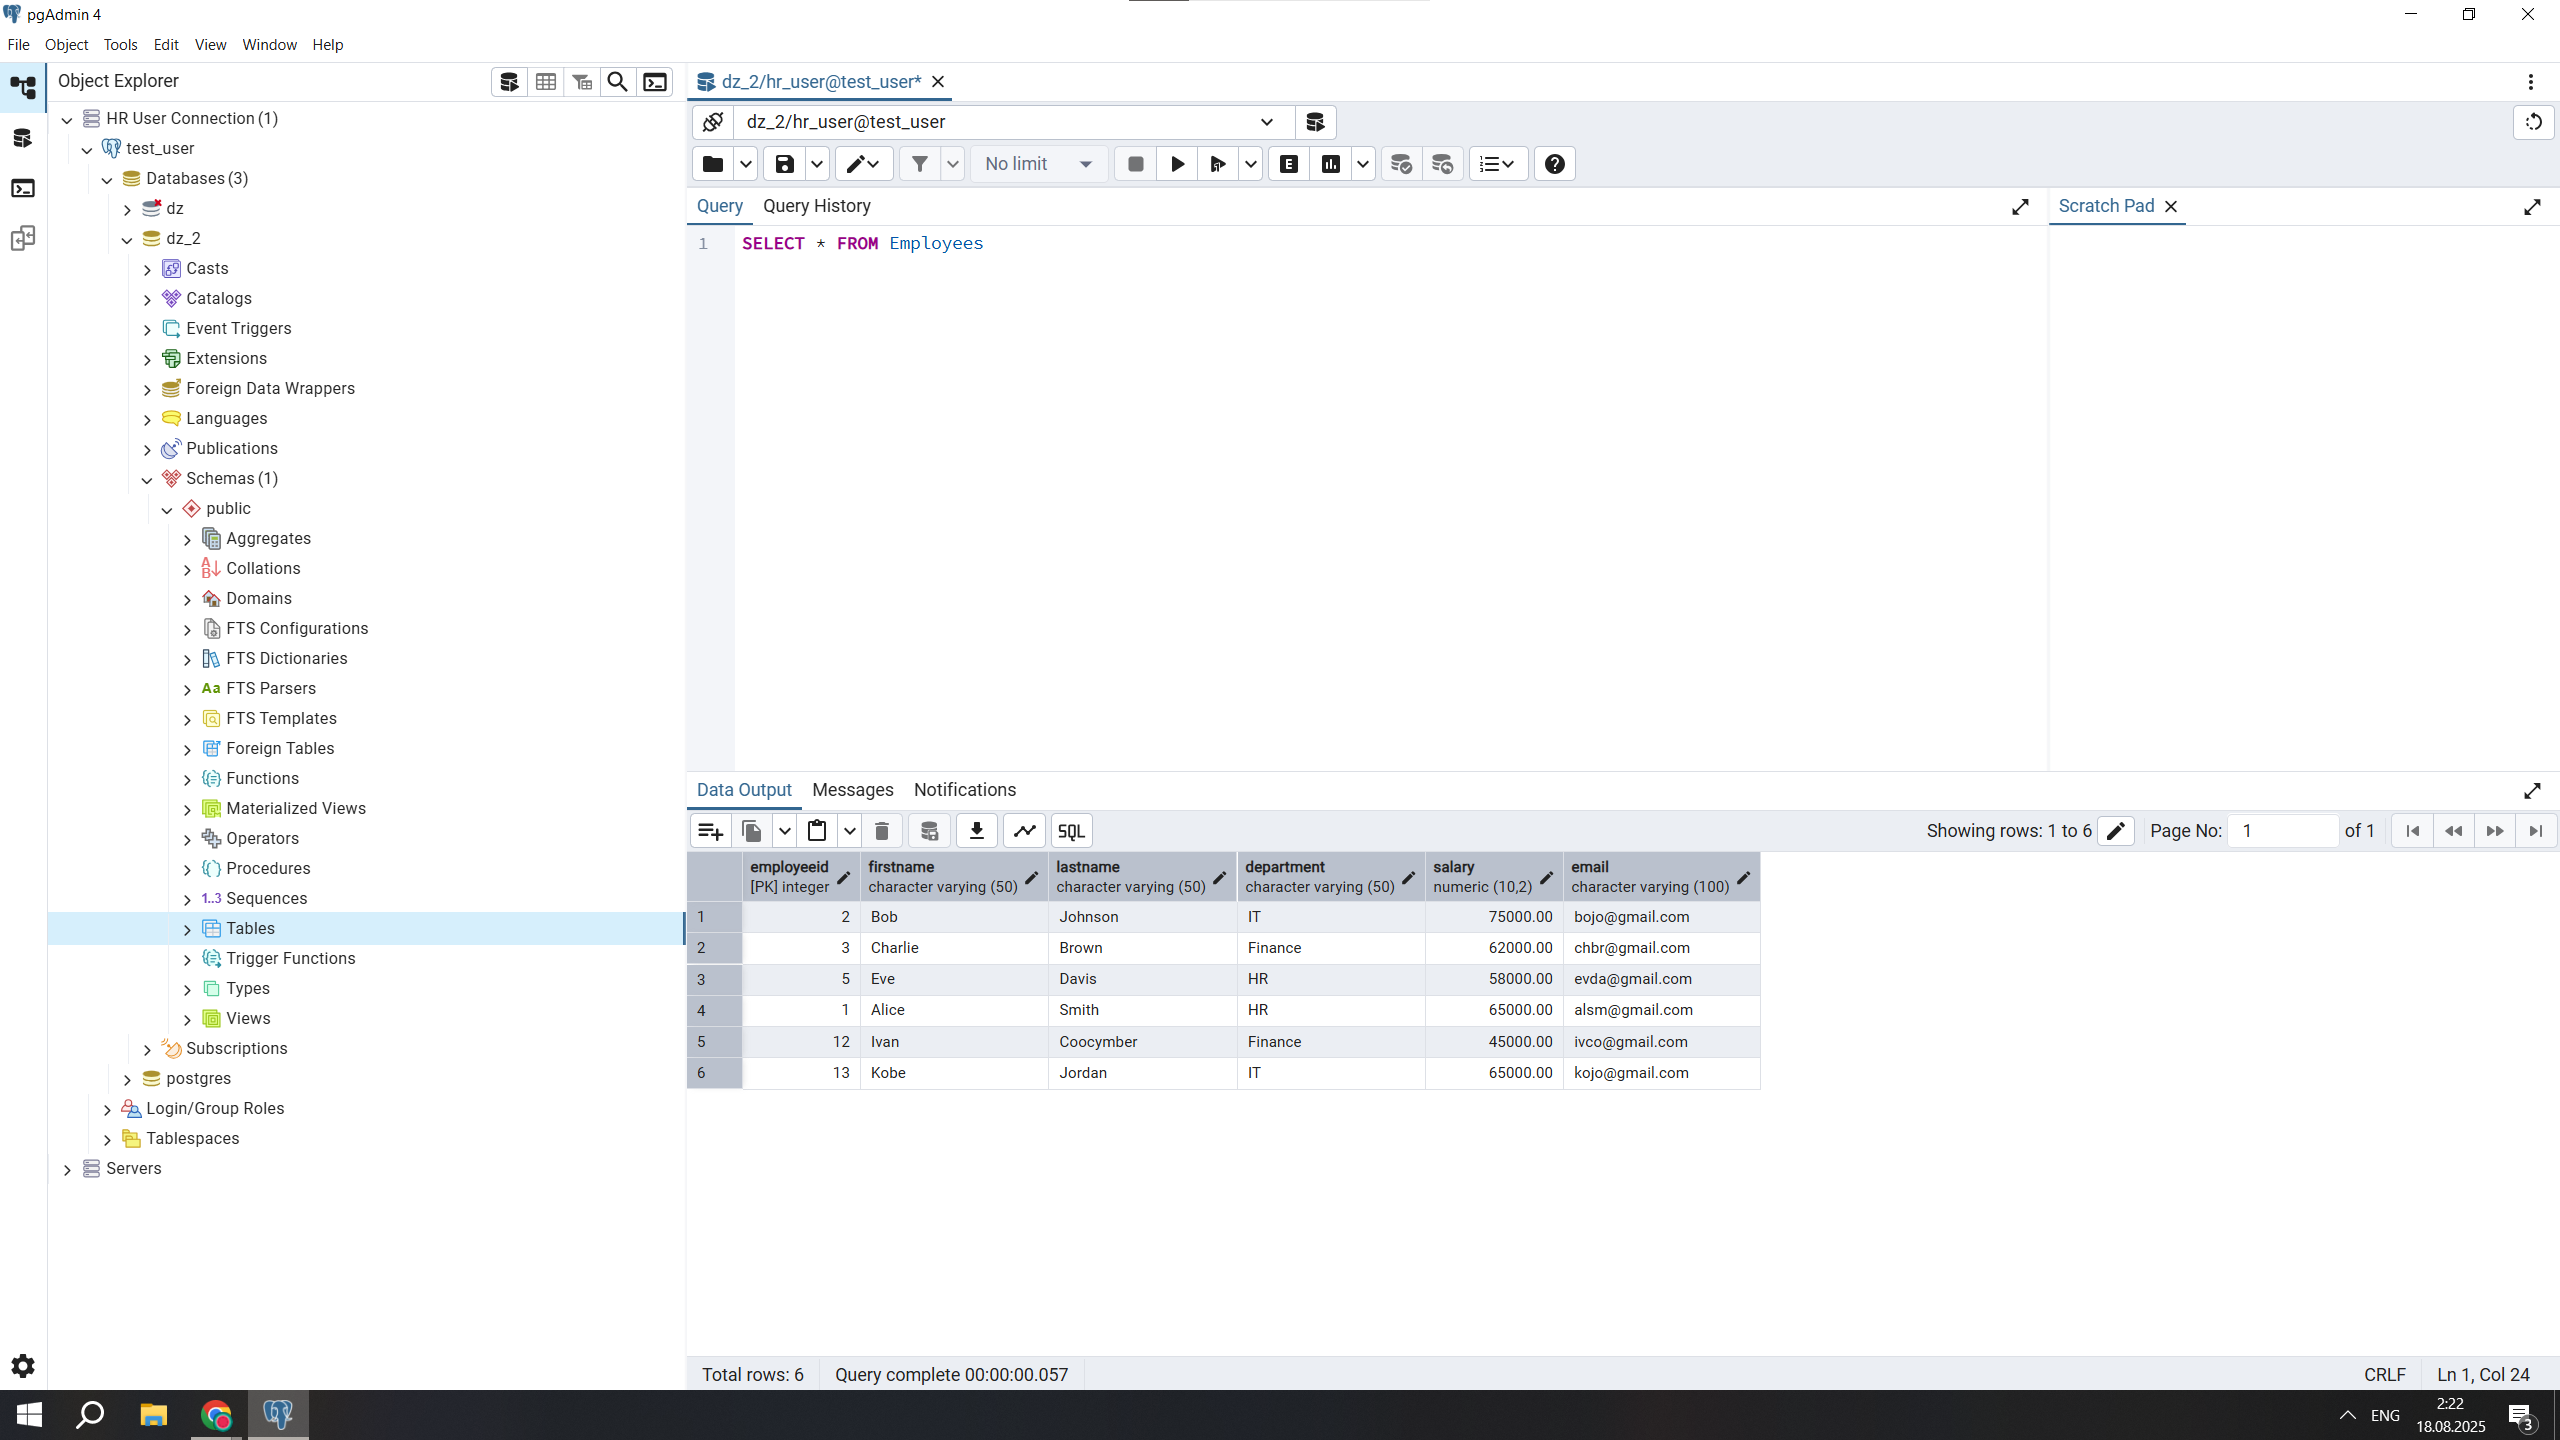 pgAdmin 4
File Object Tools Edit View Window Help
Object Explorer
HR User Connection (1)
test_user
Databases (3)
dz
dz_2
Casts
Catalogs
Event Triggers
Extensions
Foreign Data Wrappers
Languages
Publications
Schemas (1)
public
Aggregates
Collations
Domains
FTS Configurations
FTS Dictionaries
Aa FTS Parsers
FTS Templates
Foreign Tables
Functions
Materialized Views
Operators
Procedures
1..3 Sequences
Tables
Trigger Functions
Types
Views
Subscriptions
postgres
Login/Group Roles
Tablespaces
Servers
dz_2/hr_user@test_user*
dz_2/hr_user@test_user
No limit
E
Query Query History
Scratch Pad
1 SELECT * FROM Employees
Data Output Messages Notifications
SQL Showing rows: 1 to 6 Page No: 1 of 1
employeeid firstname lastname department salary email
[PK] integer character varying (50) character varying (50) character varying (50) numeric (10,2) character varying (100)
1 2 Bob Johnson IT 75000.00 bojo@gmail.com
2 3 Charlie Brown Finance 62000.00 chbr@gmail.com
3 5 Eve Davis HR 58000.00 evda@gmail.com
4 1 Alice Smith HR 65000.00 alsm@gmail.com
5 12 Ivan Coocymber Finance 45000.00 ivco@gmail.com
6 13 Kobe Jordan IT 65000.00 kojo@gmail.com
Total rows: 6 Query complete 00:00:00.057 CRLF Ln 1, Col 24
ENG
2:22
18.08.2025
3